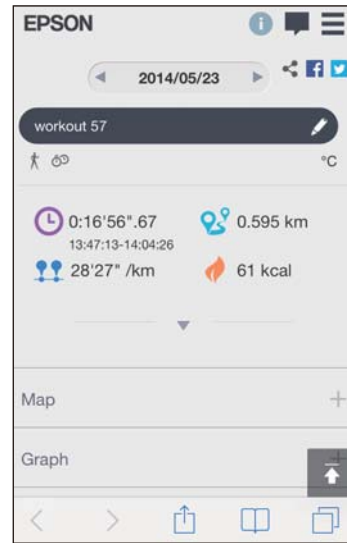 EPSON
2014/05/23
workout 57
°C
0:16'56".67
0.595 km
13:47:13-14:04:26
28'27" /km
61 kcal
Map
Graph